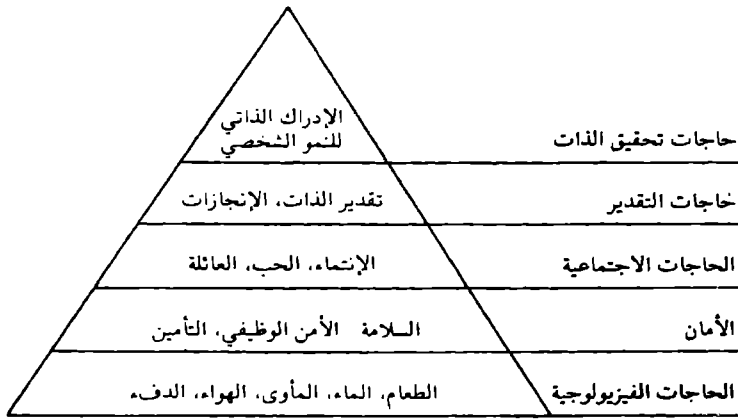 الإدراك الذاتي
للنمو الشخصي
حاجات تحقيق الذات
تقدير الذات، الإنجازات
حاجات التقدير
الإنتماء، الحب، العائلة
الحاجات الاجتماعية
السلامة الأمن الوظيفي، التأمين
الأمان
الطعام، الماء، المأوى، الهواء، الدفء
الحاجات الفيزيولوجية